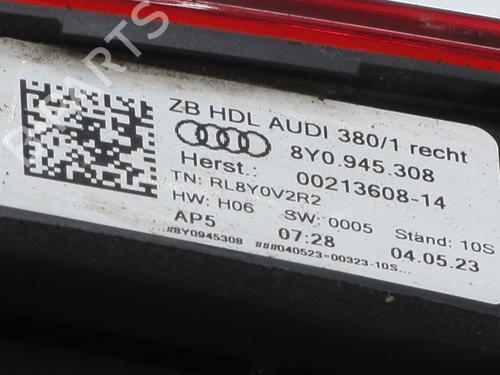 ZB HDL AUDI 380/1 recht
8Y0.945.308
Herst.: 00213608-14
TN: RL8Y0V2R2
HW: H06 SW: 0005 Stand: 10S
AP5 07:28 04.05.23
#8Y0945308 ###040523=00323-10S...
PARTS